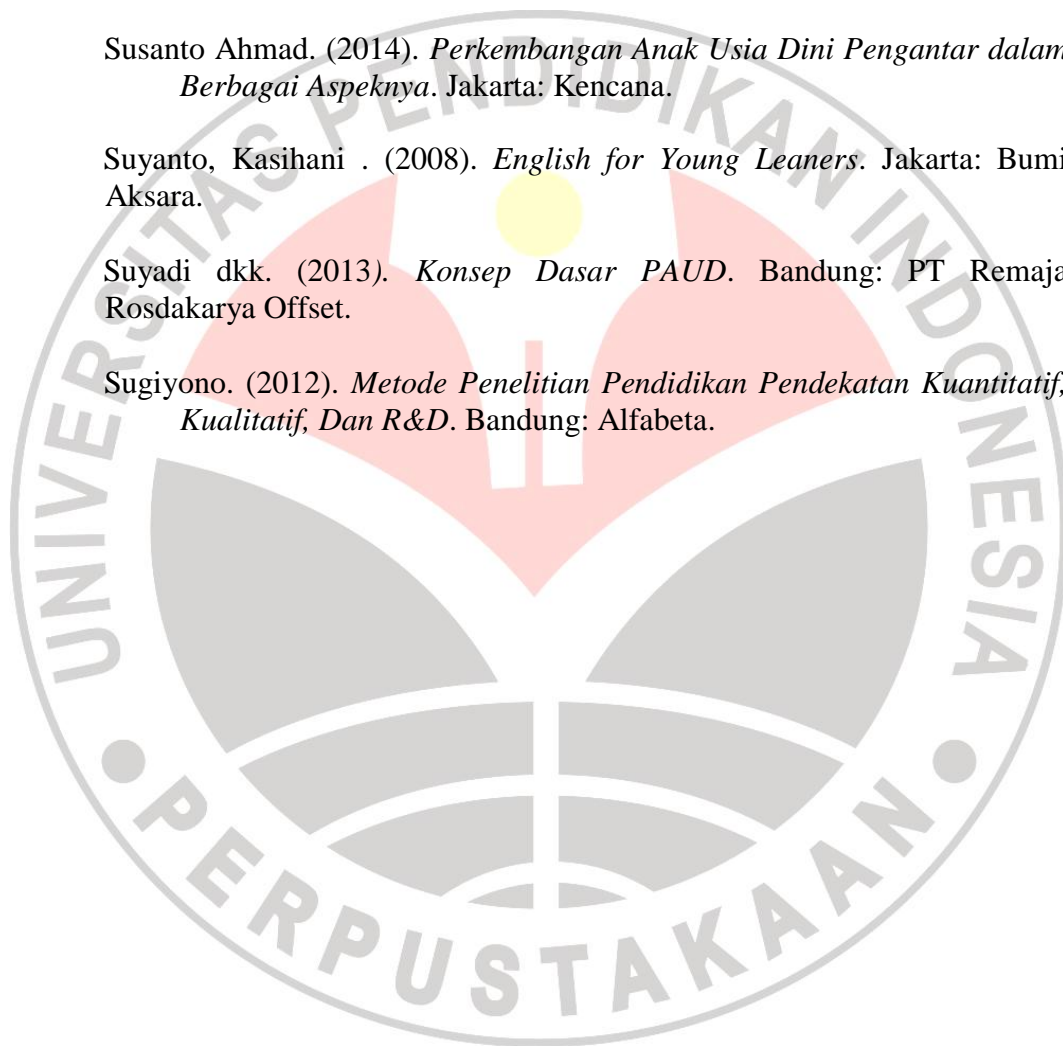 Susanto Ahmad. (2014). Perkembangan Anak Usia Dini Pengantar dalam
Berbagai Aspeknya. Jakarta: Kencana.
Suyanto, Kasihani . (2008). English for Young Leaners. Jakarta: Bumi
Aksara.
Suyadi dkk. (2013). Konsep Dasar PAUD. Bandung: PT Remaja
Rosdakarya Offset.
Sugiyono. (2012). Metode Penelitian Pendidikan Pendekatan Kuantitatif,
Kualitatif, Dan R&D. Bandung: Alfabeta.
UNIVERSITAS PENDIDIKAN INDONESIA
PERPUSTAKAAN